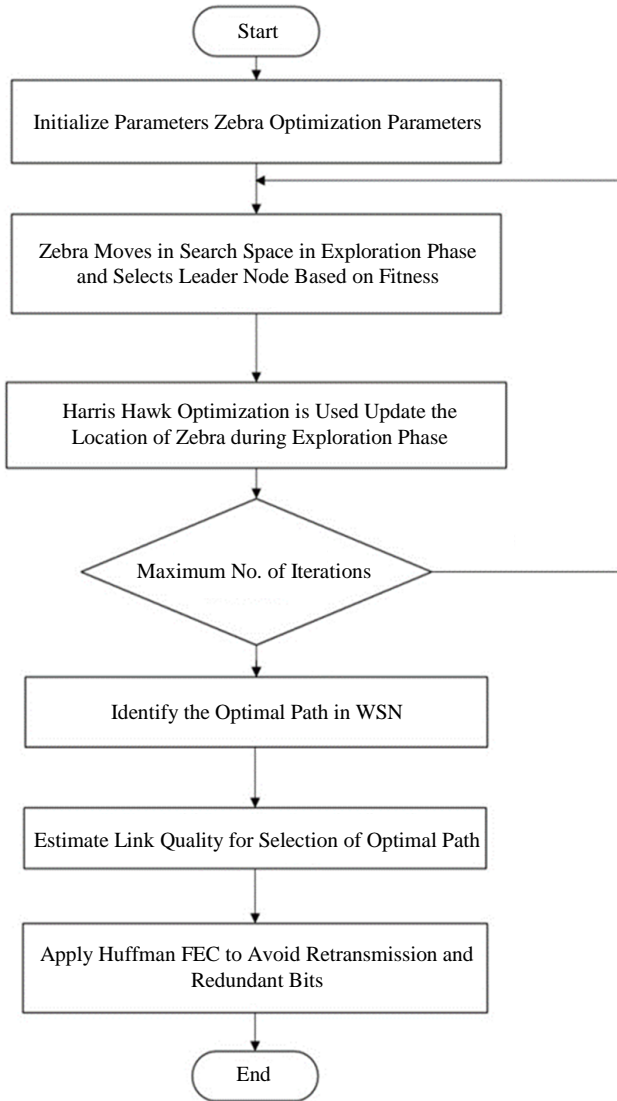 Start
Initialize Parameters Zebra Optimization Parameters
Zebra Moves in Search Space in Exploration Phase
and Selects Leader Node Based on Fitness
Harris Hawk Optimization is Used Update the
Location of Zebra during Exploration Phase
Maximum No. of Iterations
Identify the Optimal Path in WSN
Estimate Link Quality for Selection of Optimal Path
Apply Huffman FEC to Avoid Retransmission and
Redundant Bits
End